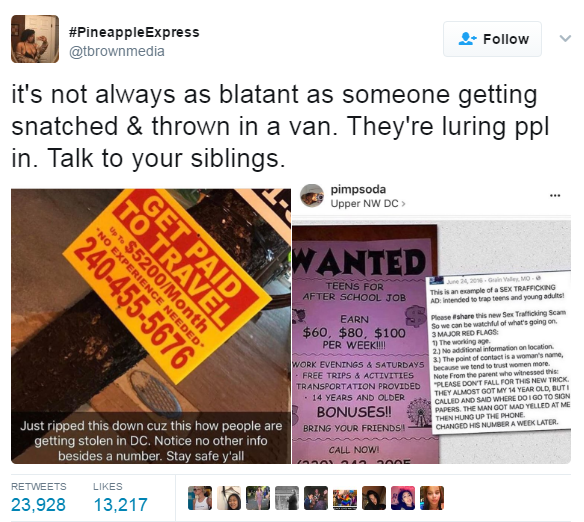 #PineappleExpress
@tbrownmedia
Follow
it's not always as blatant as someone getting
snatched & thrown in a van. They're luring ppl
in. Talk to your siblings.
GET PAID
TO TRAVEL
Up To $5200/Month
*NO EXPERIENCE NEEDED*
240-455-5676
Just ripped this down cuz this how people are
getting stolen in DC. Notice no other info
besides a number. Stay safe y'all
pimpsoda
Upper NW DC >
WANTED
TEENS FOR
AFTER SCHOOL JOB
EARN
$60, $80, $100
PER WEEK!!!
WORK EVENINGS & SATURDAYS
· FREE TRIPS & ACTIVITIES
TRANSPORTATION PROVIDED
· 14 YEARS AND OLDER
BONUSES!!
BRING YOUR FRIENDS!!
CALL NOW!
June 24, 2016 · Grain Valley, MO ·
This is an example of a SEX TRAFFICKING
AD: intended to trap teens and young adults!
Please #share this new Sex Trafficking Scam
So we can be watchful of what's going on.
3 MAJOR RED FLAGS:
1) The working age.
2.) No additional information on location.
3.) The point of contact is a woman's name,
because we tend to trust women more.
Note From the parent who witnessed this:
"PLEASE DON'T FALL FOR THIS NEW TRICK.
THEY ALMOST GOT MY 14 YEAR OLD, BUT I
CALLED AND SAID WHERE DO I GO TO SIGN
PAPERS. THE MAN GOT MAD YELLED AT ME
THEN HUNG UP THE PHONE.
CHANGED HIS NUMBER A WEEK LATER.
RETWEETS
23,928
LIKES
13,217